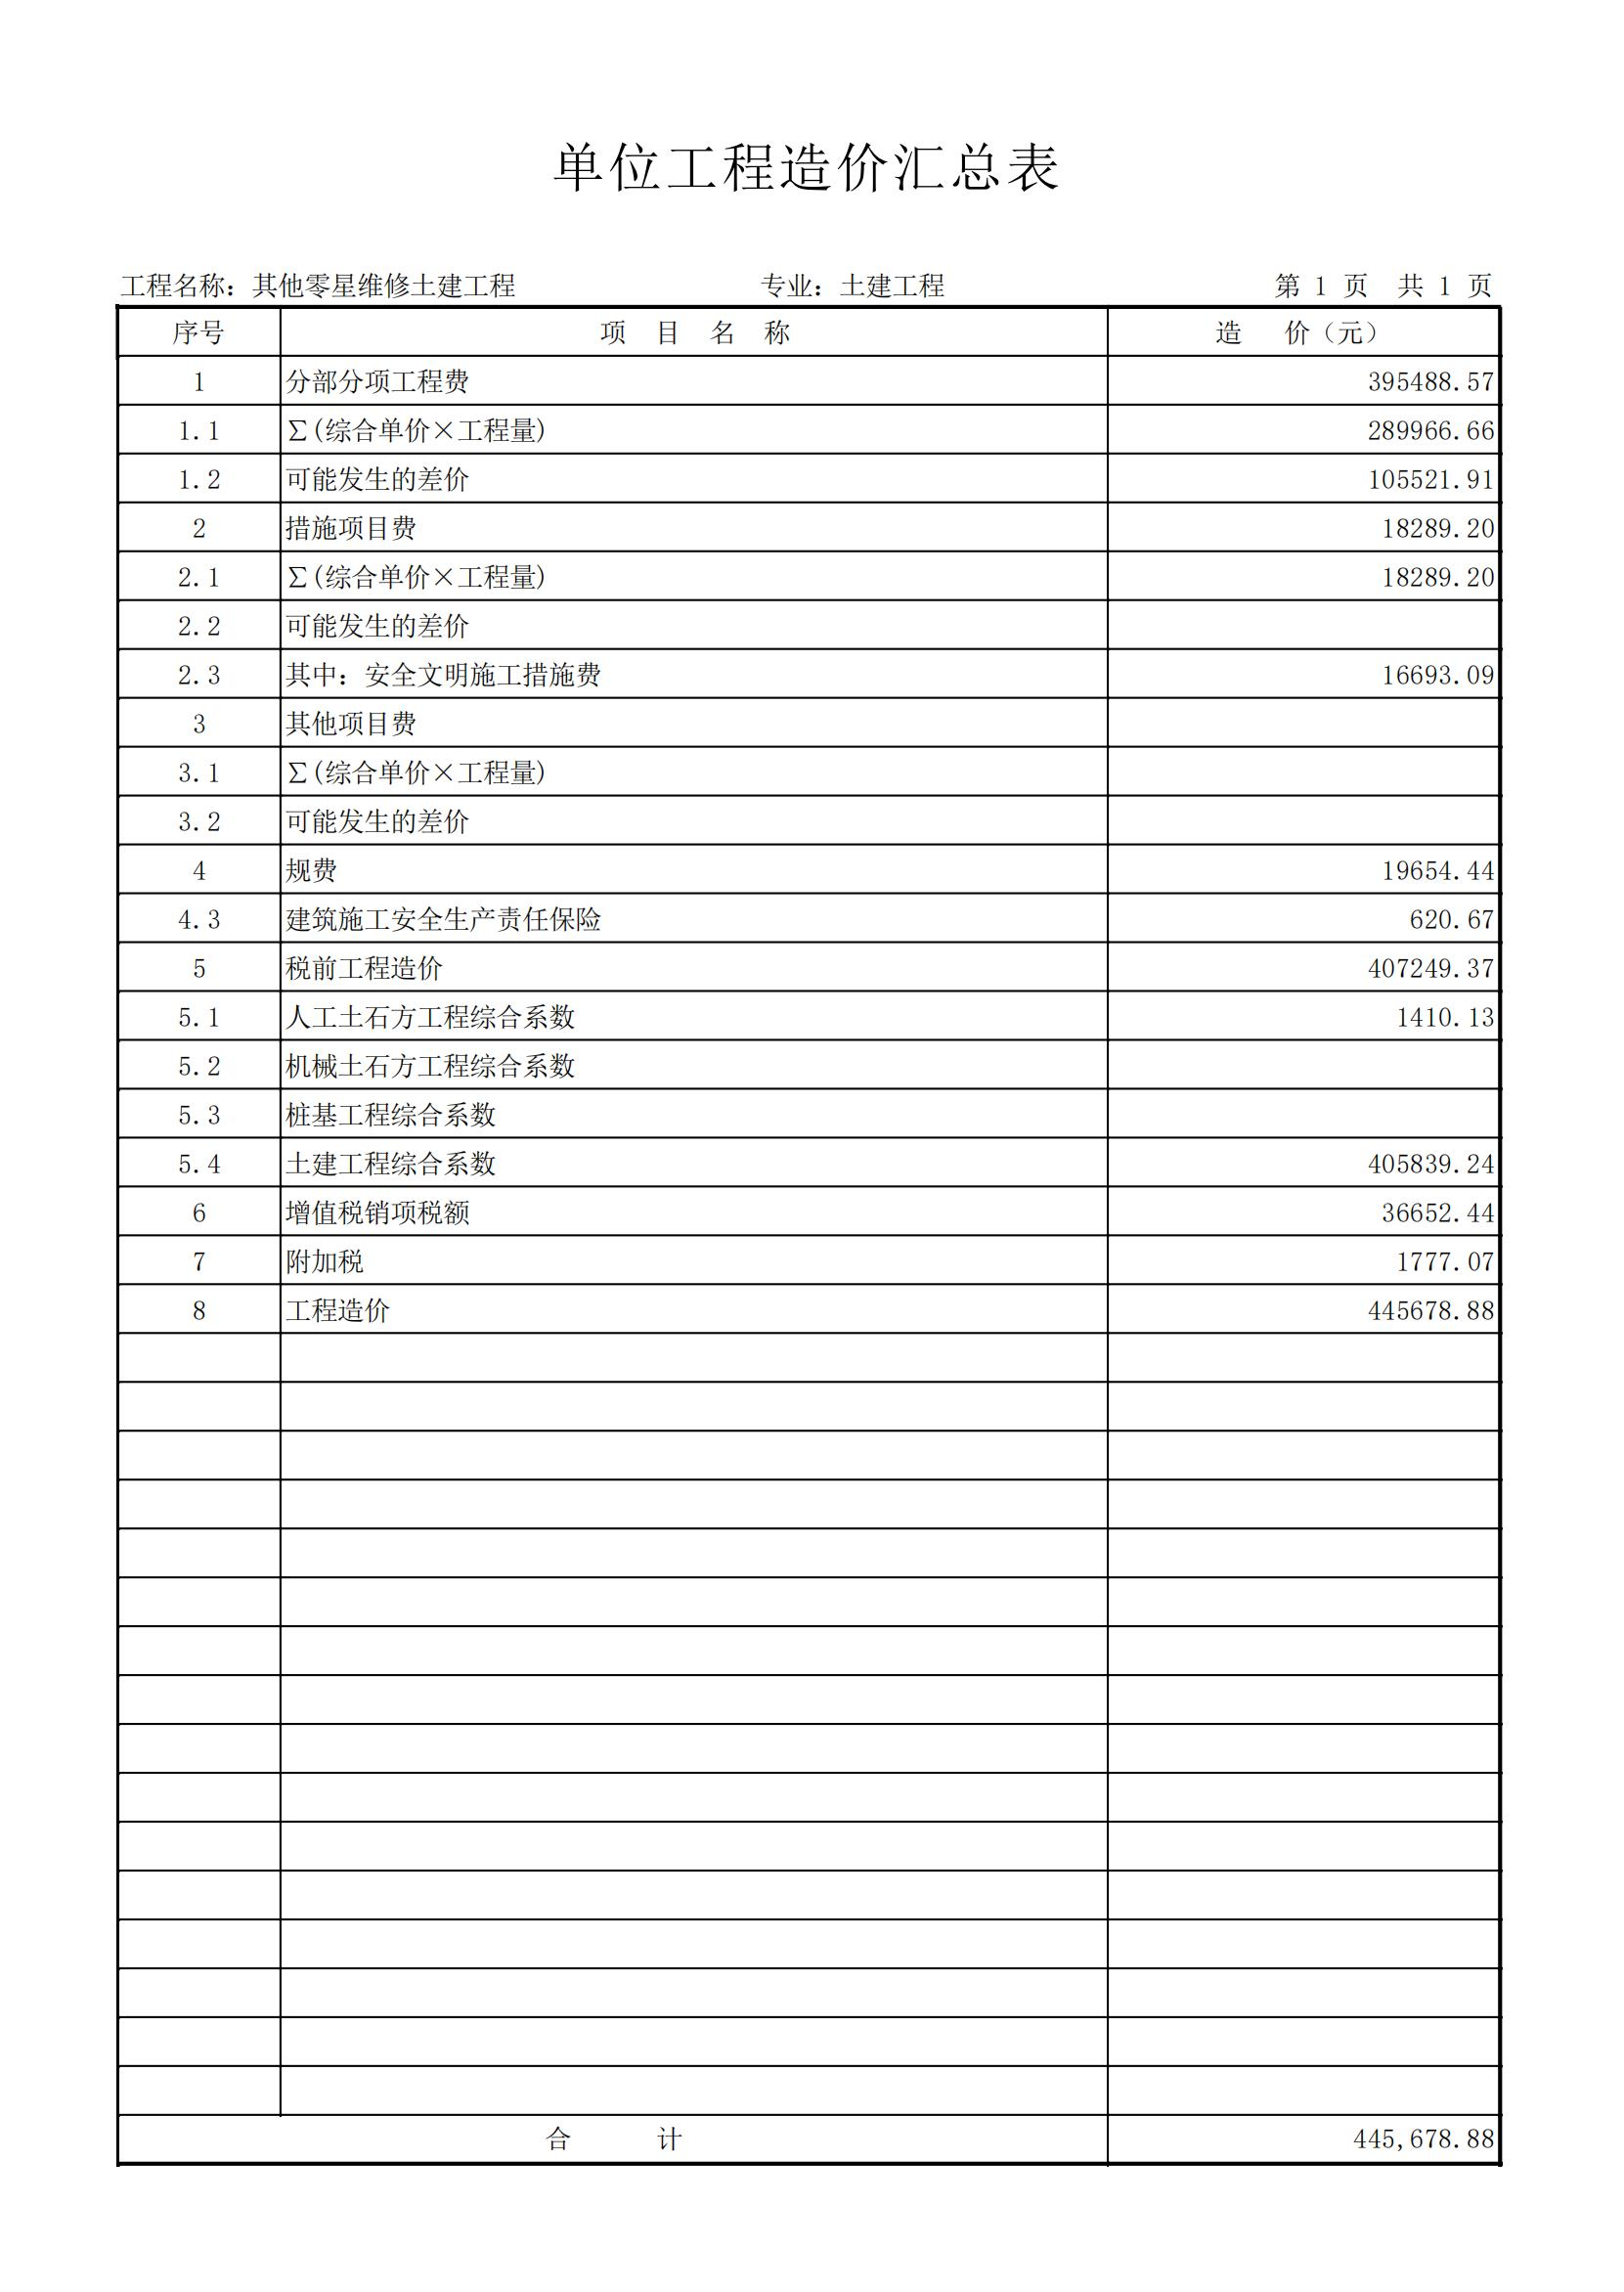 单位工程造价汇总表
工程名称：其他零星维修土建工程 专业：土建工程 第 1 页 共 1 页
序号 项 目 名 称 造 价（元）
1 分部分项工程费 395488.57
1.1 Σ(综合单价×工程量) 289966.66
1.2 可能发生的差价 105521.91
2 措施项目费 18289.20
2.1 Σ(综合单价×工程量) 18289.20
2.2 可能发生的差价
2.3 其中：安全文明施工措施费 16693.09
3 其他项目费
3.1 Σ(综合单价×工程量)
3.2 可能发生的差价
4 规费 19654.44
4.3 建筑施工安全生产责任保险 620.67
5 税前工程造价 407249.37
5.1 人工土石方工程综合系数 1410.13
5.2 机械土石方工程综合系数
5.3 桩基工程综合系数
5.4 土建工程综合系数 405839.24
6 增值税销项税额 36652.44
7 附加税 1777.07
8 工程造价 445678.88
合 计 445,678.88